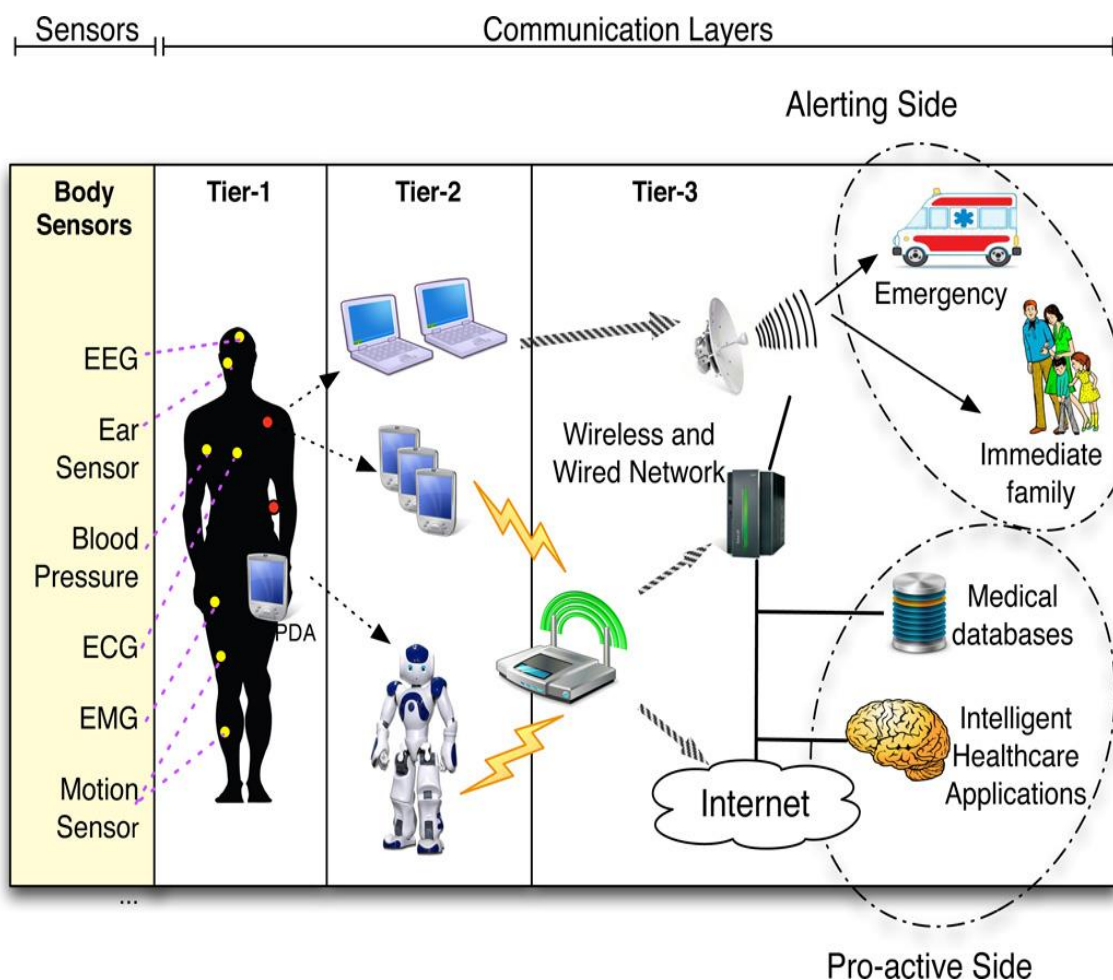 Sensors
Communication Layers
Alerting Side
Body
Sensors
Tier-1
Tier-2
Tier-3
EEG
Ear
Sensor
Blood
Pressure
ECG
EMG
Motion
Sensor
...
PDA
Wireless and
Wired Network
Emergency
Immediate
family
Medical
databases
Intelligent
Healthcare
Applications
Internet
Pro-active Side